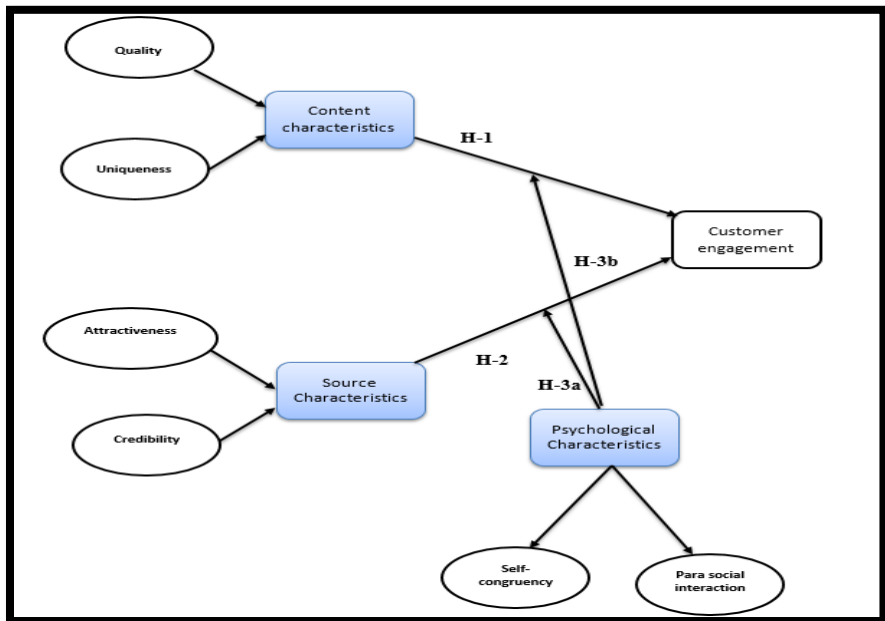 Quality
Content
characteristics
H-1
Uniqueness
Customer
engagement
H-3b
Attractiveness
H-2
Source
Characteristics
H-3a
Credibility
Psychological
Characteristics
Self-
congruency
Para social
interaction